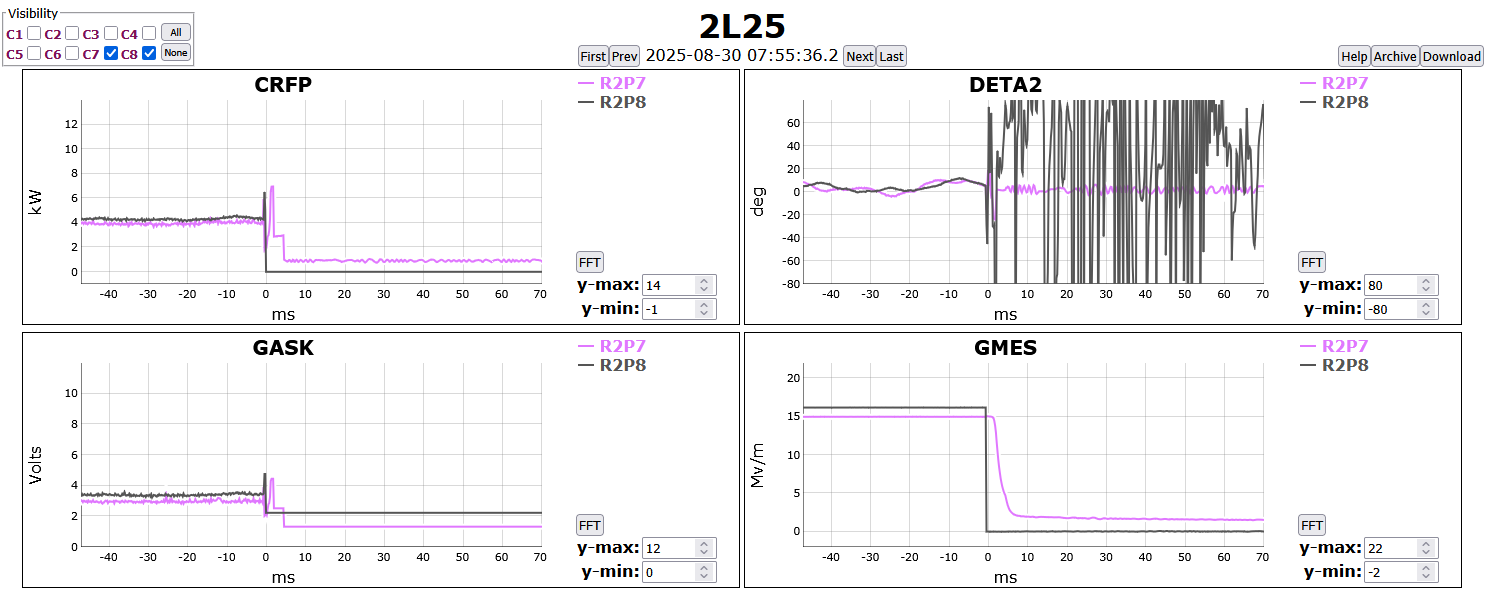 Visibility
C1 C2 C3 C4 All
C5 C6 C7 C8 None
2L25
First Prev 2025-08-30 07:55:36.2 Next Last
Help Archive Download
CRFP
R2P7
R2P8
kW
12
10
8
6
4
2
0
-40 -30 -20 -10 0 10 20 30 40 50 60 70
ms
FFT
y-max: 14
y-min: -1
DETA2
R2P7
R2P8
deg
60
40
20
0
-20
-40
-60
-80
-40 -30 -20 -10 0 10 20 30 40 50 60 70
ms
FFT
y-max: 80
y-min: -80
GASK
R2P7
R2P8
Volts
10
8
6
4
2
0
-40 -30 -20 -10 0 10 20 30 40 50 60 70
ms
FFT
y-max: 12
y-min: 0
GMES
R2P7
R2P8
Mv/m
20
15
10
5
0
-40 -30 -20 -10 0 10 20 30 40 50 60 70
ms
FFT
y-max: 22
y-min: -2